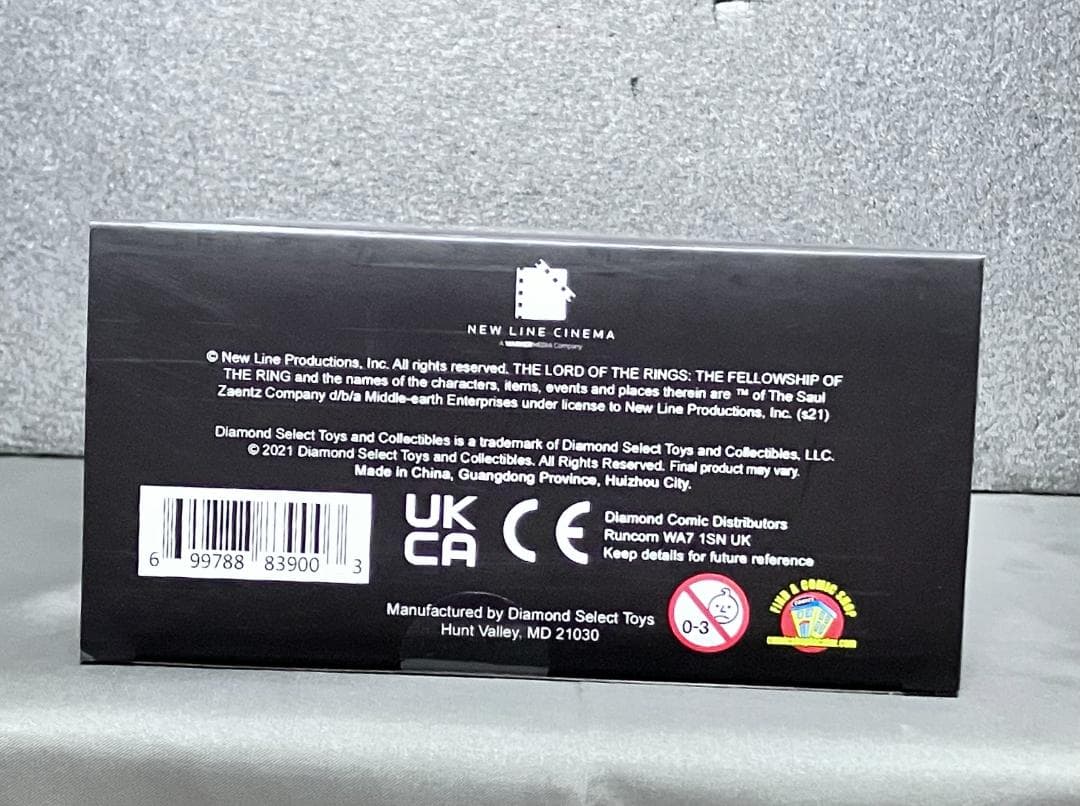 NEW LINE CINEMA
A WARNERMEDIA Company
© New Line Productions, Inc. All rights reserved. THE LORD OF THE RINGS: THE FELLOWSHIP OF
THE RING and the names of the characters, items, events and places therein are ™ of The Saul
Zaentz Company d/b/a Middle-earth Enterprises under license to New Line Productions, Inc. (s21)
Diamond Select Toys and Collectibles is a trademark of Diamond Select Toys and Collectibles, LLC.
© 2021 Diamond Select Toys and Collectibles. All Rights Reserved. Final product may vary.
Made in China, Guangdong Province, Huizhou City.
6 99788 83900 3
UK
CA
CE
Diamond Comic Distributors
Runcorn WA7 1SN UK
Keep details for future reference
Manufactured by Diamond Select Toys
Hunt Valley, MD 21030
0-3
FIND A COMIC SHOP